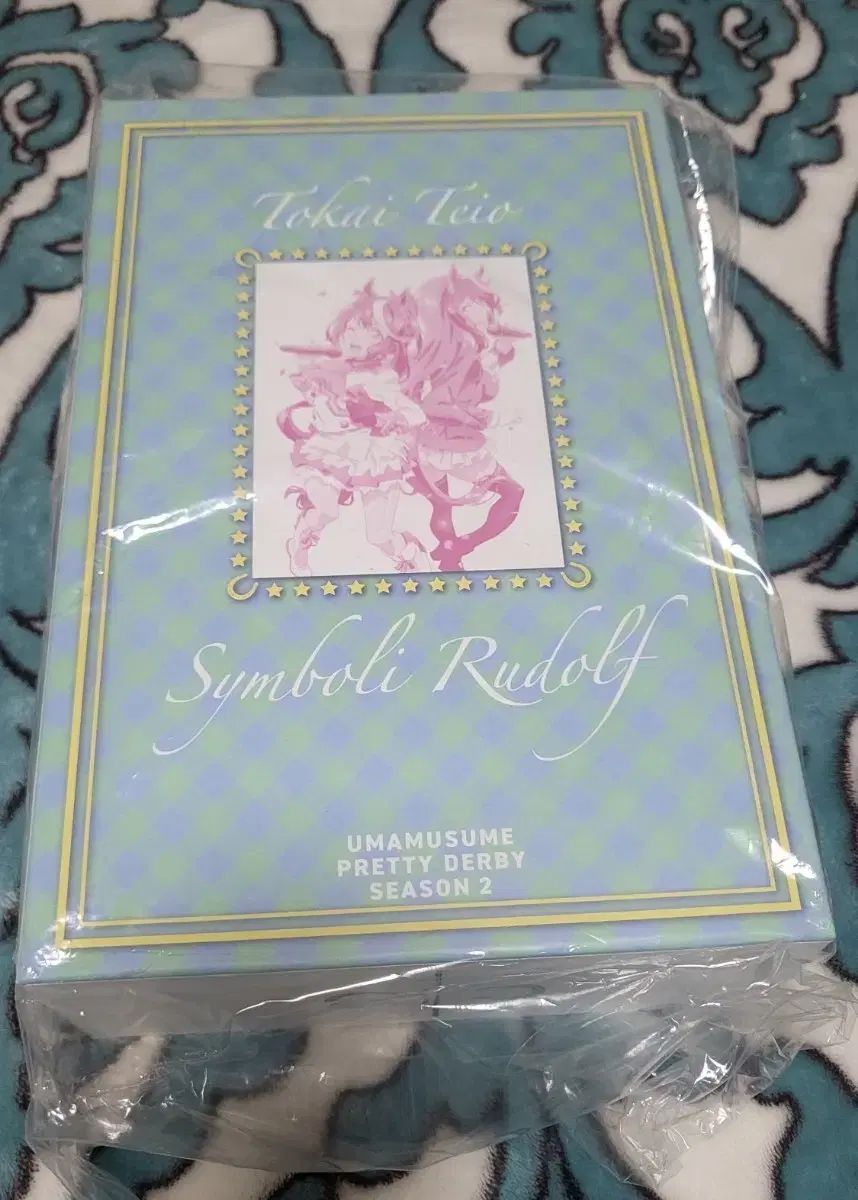 Tokai Teio
Symboli Rudolf
UMAMUSUME
PRETTY DERBY
SEASON 2